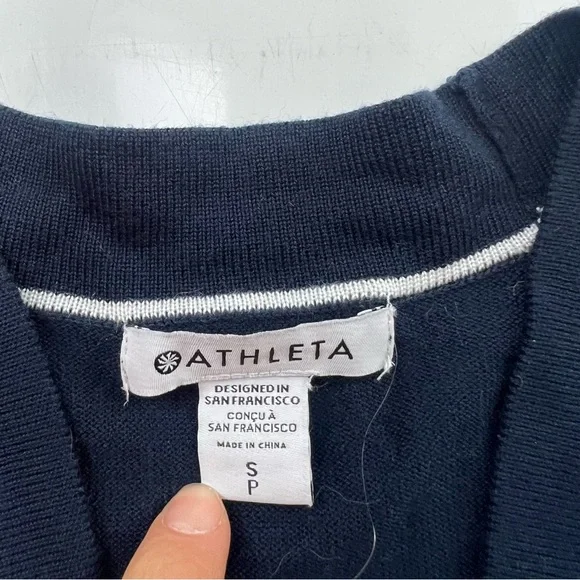 ATHLETA
DESIGNED IN
SAN FRANCISCO
CONÇU À
SAN FRANCISCO
MADE IN CHINA
S
P